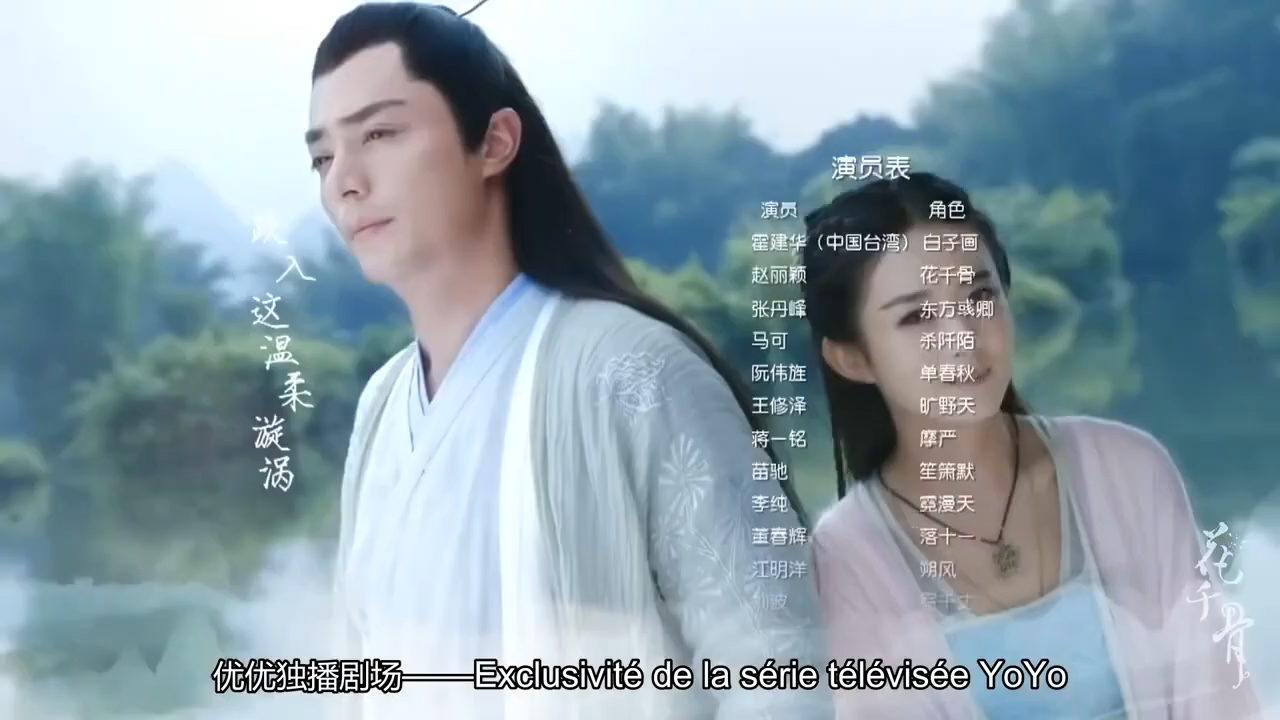 入这温柔漩涡
演员表
演员 角色
霍建华（中国台湾） 白子画
赵丽颖 花千骨
张丹峰 东方彧卿
马可 杀阡陌
阮伟旌 单春秋
王修泽 旷野天
蒋一铭 摩严
苗驰 笙箫默
李纯 霓漫天
董春辉 落十一
江明洋 朔风
花千骨
优优独播剧场——Exclusivité de la série télévisée YoYo